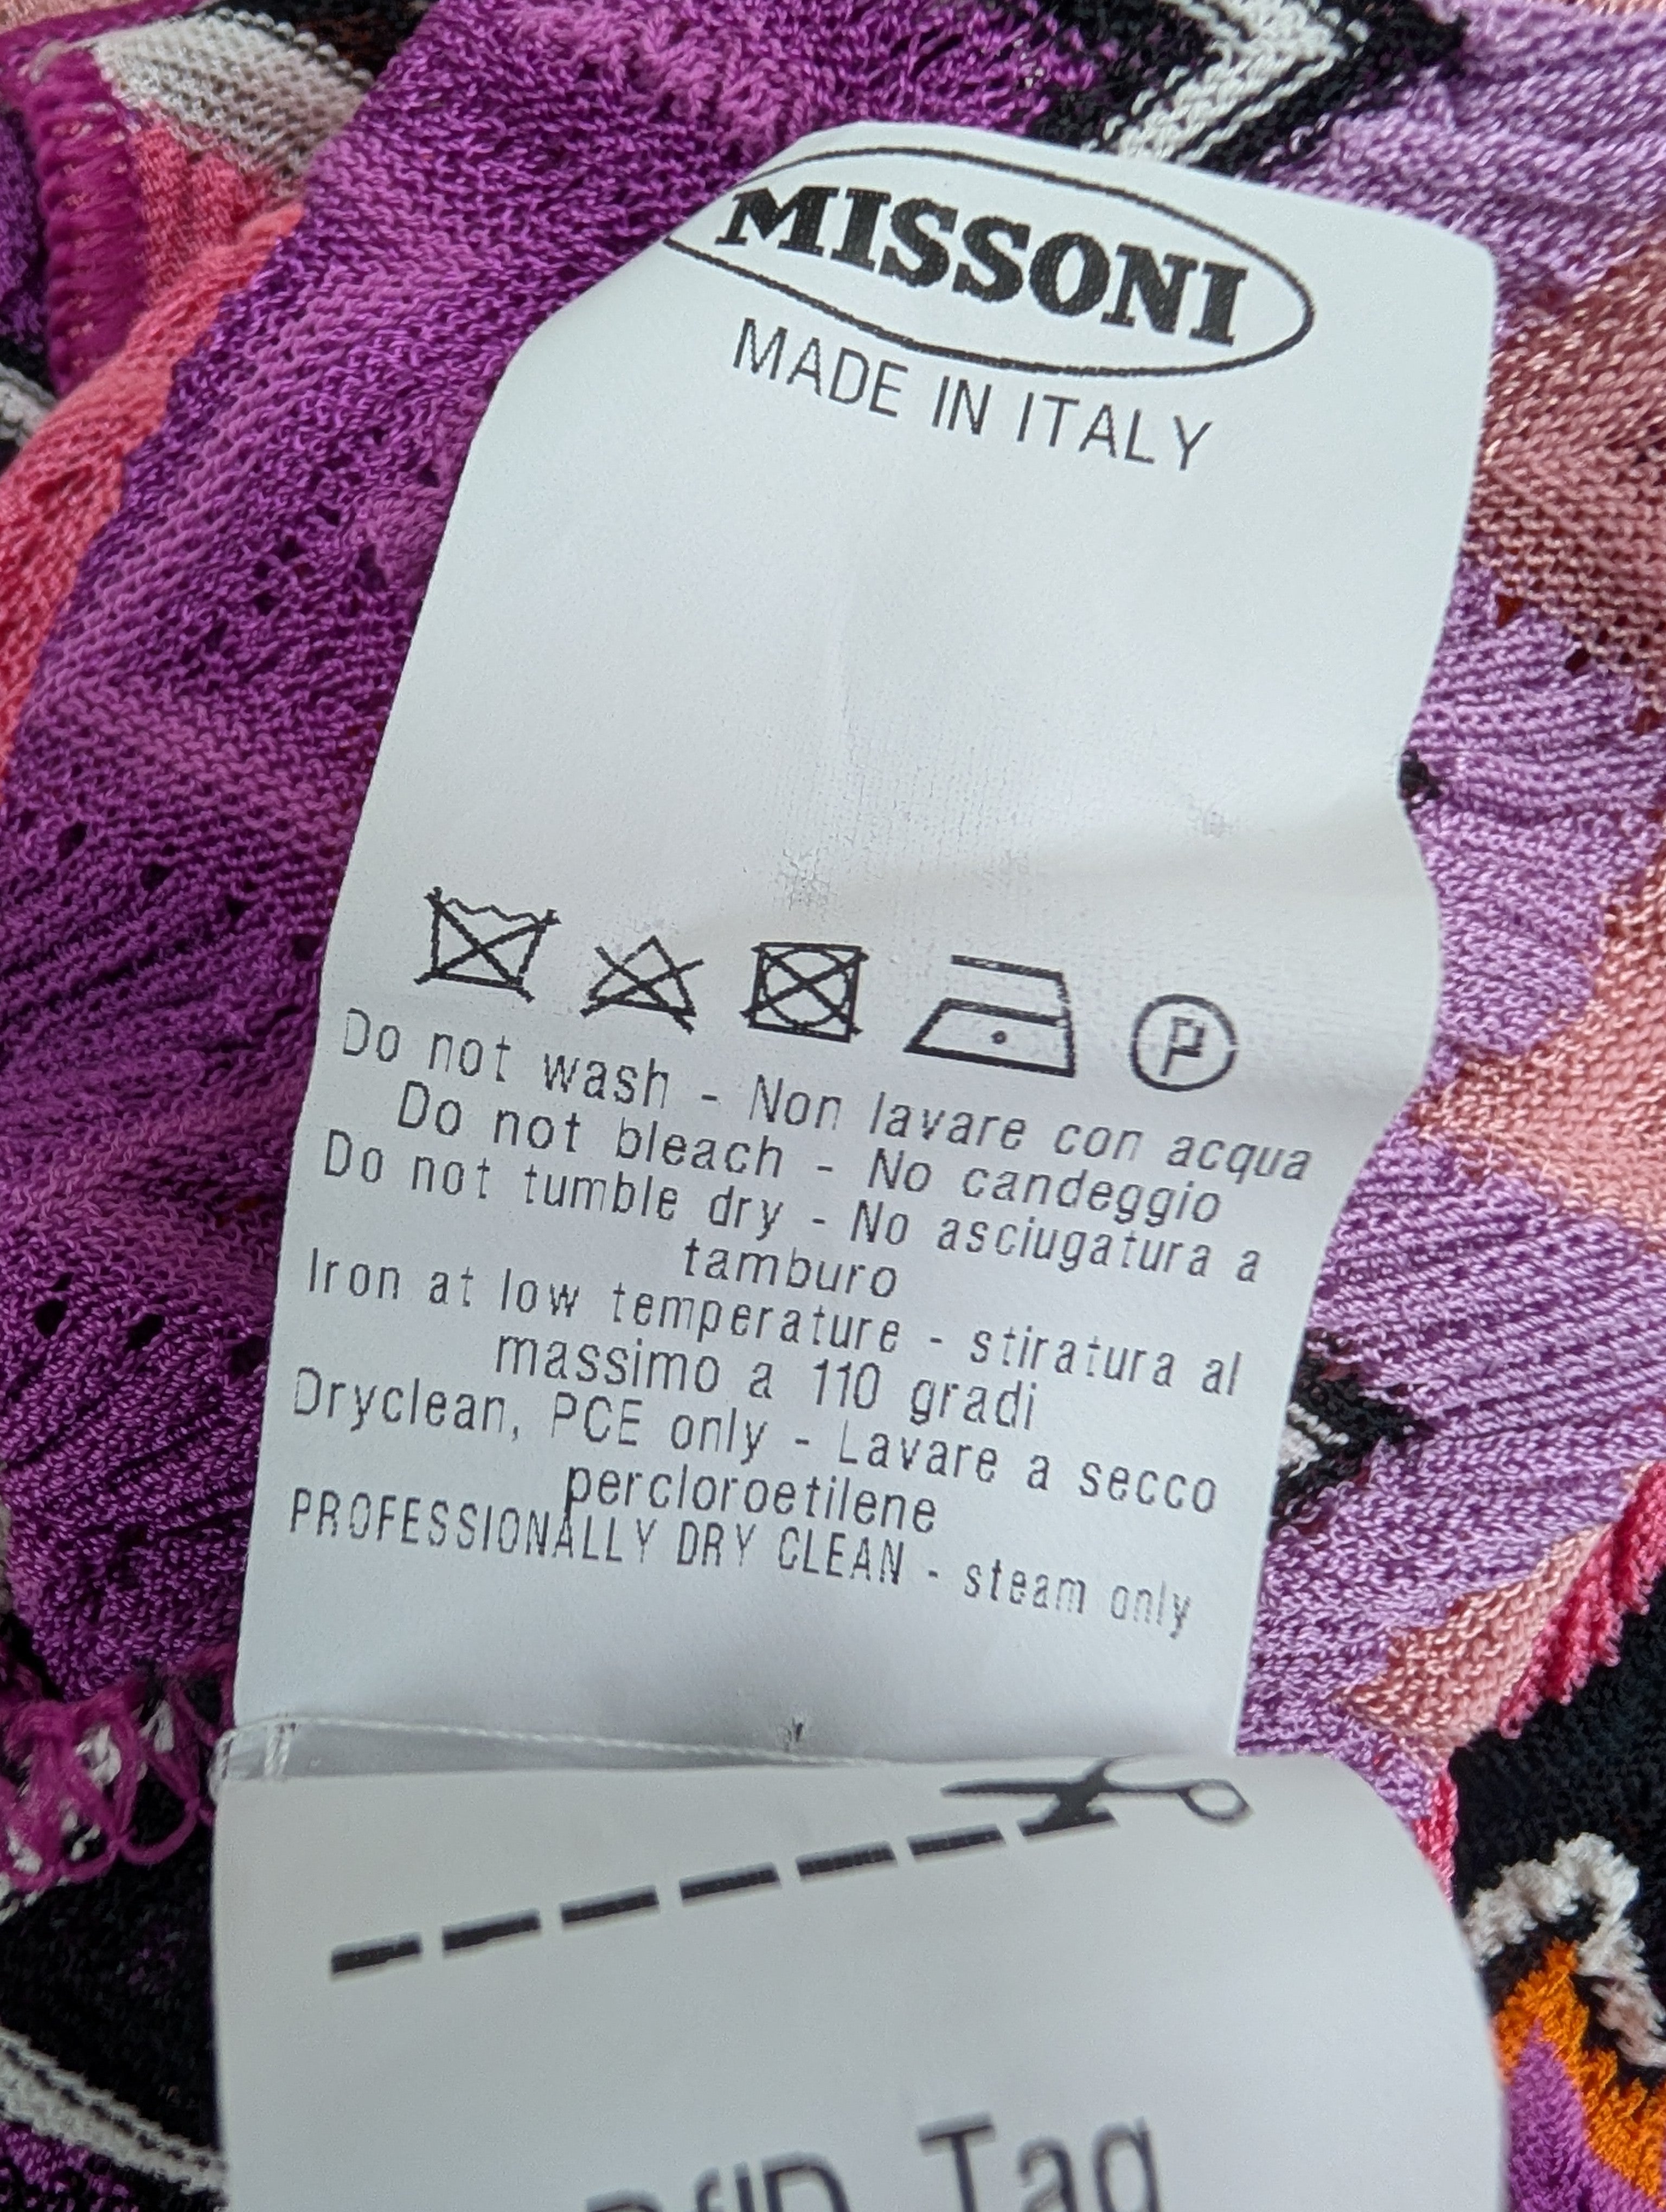 MISSONI
MADE IN ITALY
P
Do not wash - Non lavare con acqua
Do not bleach - No candeggio
Do not tumble dry - No asciugatura a
tamburo
Iron at low temperature - stiratura al
massimo a 110 gradi
Dryclean, PCE only - Lavare a secco
percloroetilene
PROFESSIONALLY DRY CLEAN - steam only
RfID Tag